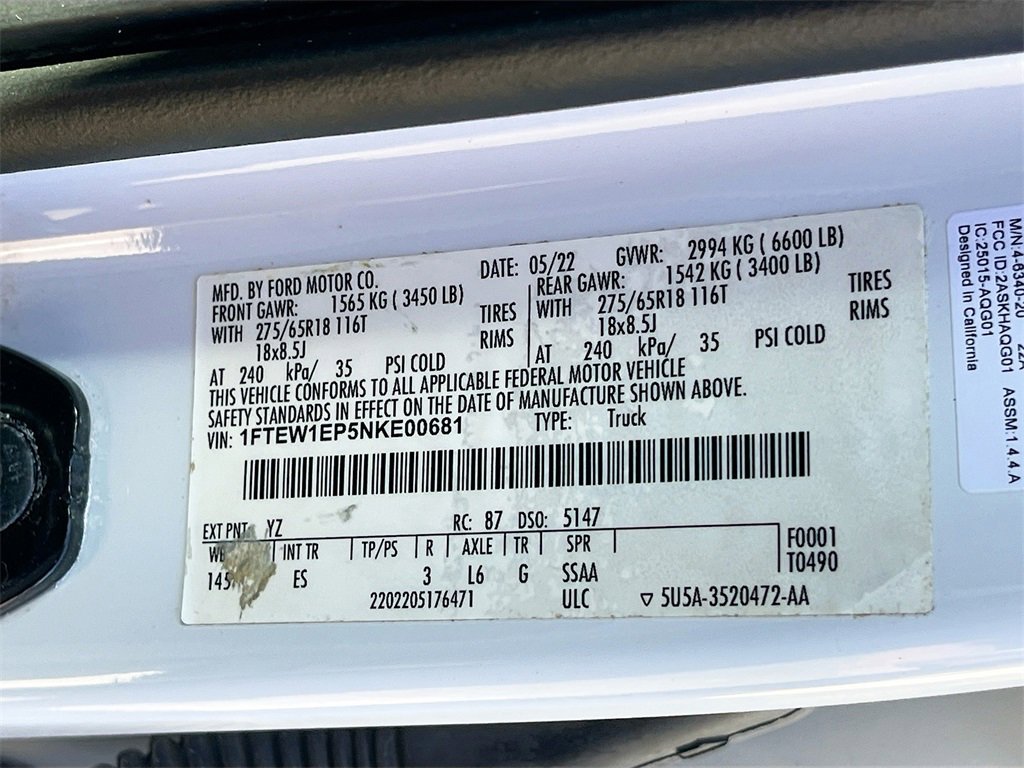 MFD. BY FORD MOTOR CO.
DATE: 05/22 GVWR: 2994 KG ( 6600 LB)
FRONT GAWR: 1565 KG ( 3450 LB)
WITH 275/65R18 116T TIRES
18x8.5J RIMS
AT 240 kPa/ 35 PSI COLD
REAR GAWR: 1542 KG ( 3400 LB)
WITH 275/65R18 116T TIRES
18x8.5J RIMS
AT 240 kPa/ 35 PSI COLD
THIS VEHICLE CONFORMS TO ALL APPLICABLE FEDERAL MOTOR VEHICLE
SAFETY STANDARDS IN EFFECT ON THE DATE OF MANUFACTURE SHOWN ABOVE.
VIN: 1FTEW1EP5NKE00681 TYPE: Truck
EXT PNT YZ RC: 87 DSO: 5147
INT TR TP/PS R AXLE TR SPR F0001
T0490
ES 3 L6 G SSAA
2202205176471 ULC ▽ 5U5A-3520472-AA
M/N:4-6340-20 22A
FCC ID:2ASKHAQG01 ASSM:1.4.4.A
IC:25015-AQG01
Designed in California